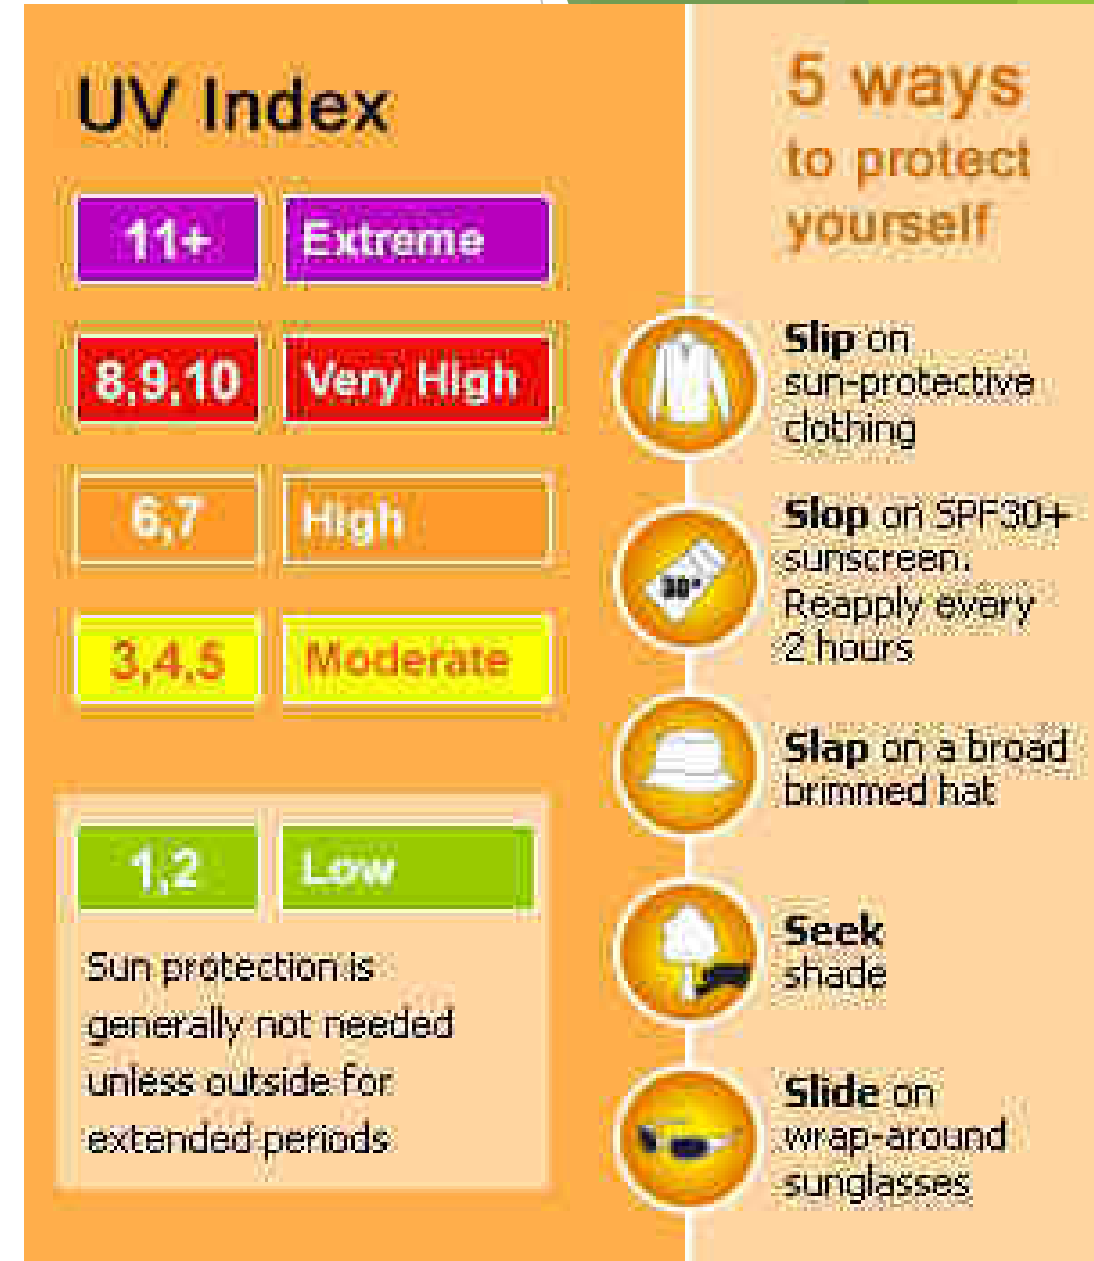 UV Index
11+ Extreme
8,9,10 Very High
6,7 High
3,4,5 Moderate
1,2 Low
Sun protection is
generally not needed
unless outside for
extended periods
5 ways
to protect
yourself
Slip on
sun-protective
clothing
Slop on SPF30+
sunscreen.
Reapply every
2 hours
30+
Slap on a broad
brimmed hat
Seek
shade
Slide on
wrap-around
sunglasses